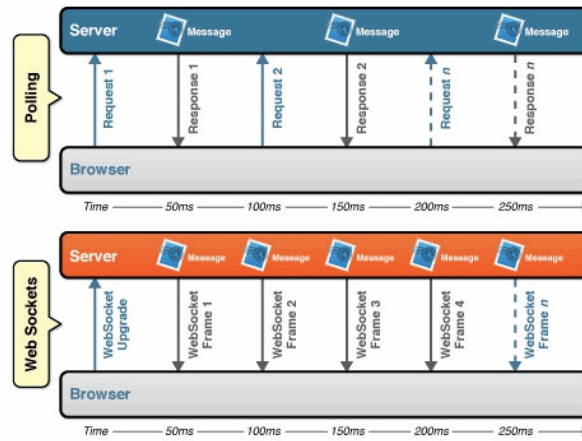 Polling
Server
Message
Message
Message
Request 1
Response 1
Request 2
Response 2
Request n
Response n
Browser
Time
50ms
100ms
150ms
200ms
250ms
Web Sockets
Server
Message
Message
Message
Message
Message
WebSocket
Upgrade
WebSocket
Frame 1
WebSocket
Frame 2
WebSocket
Frame 3
WebSocket
Frame 4
WebSocket
Frame n
Browser
Time
50ms
100ms
150ms
200ms
250ms